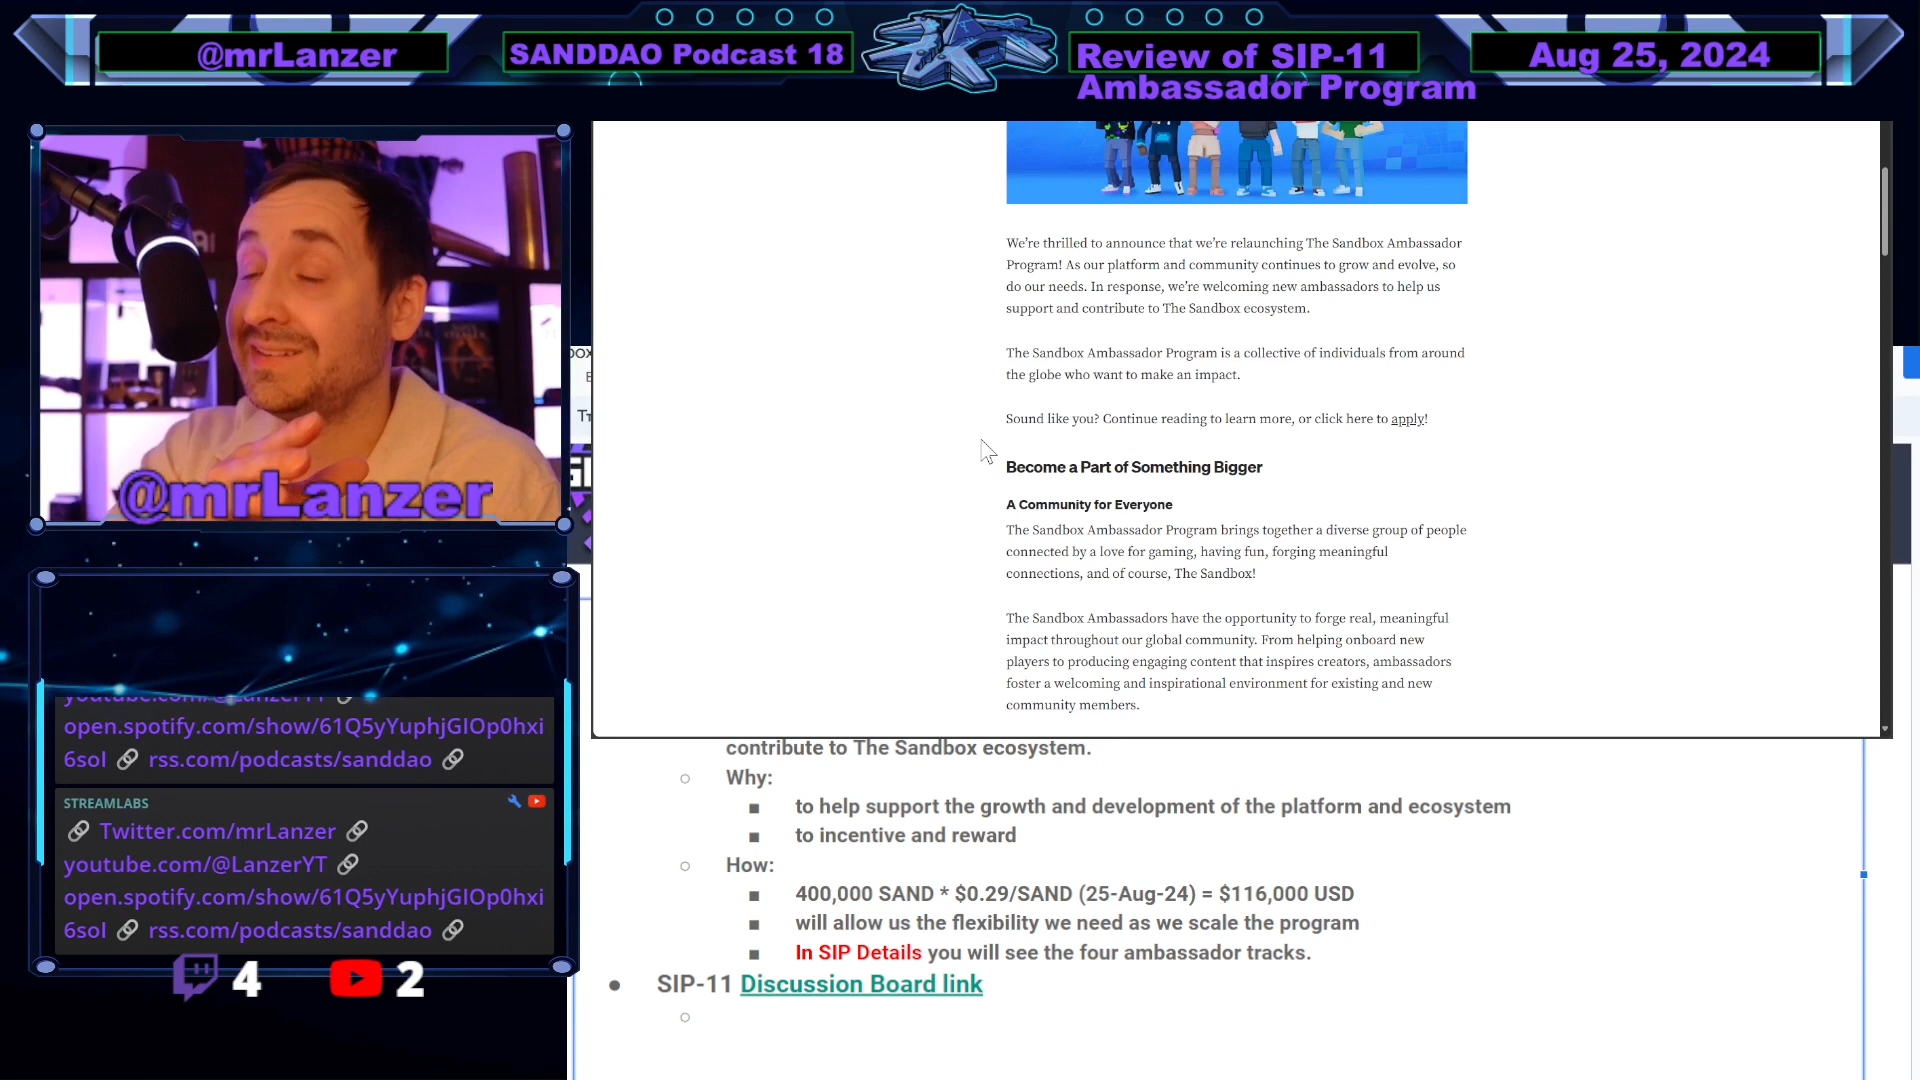 @mrLanzer
SANDDAO Podcast 18
Review of SIP-11
Ambassador Program
Aug 25, 2024
@mrLanzer
We’re thrilled to announce that we’re relaunching The Sandbox Ambassador
Program! As our platform and community continues to grow and evolve, so
do our needs. In response, we’re welcoming new ambassadors to help us
support and contribute to The Sandbox ecosystem.
The Sandbox Ambassador Program is a collective of individuals from around
the globe who want to make an impact.
Sound like you? Continue reading to learn more, or click here to apply!
Become a Part of Something Bigger
A Community for Everyone
The Sandbox Ambassador Program brings together a diverse group of people
connected by a love for gaming, having fun, forging meaningful
connections, and of course, The Sandbox!
The Sandbox Ambassadors have the opportunity to forge real, meaningful
impact throughout our global community. From helping onboard new
players to producing engaging content that inspires creators, ambassadors
foster a welcoming and inspirational environment for existing and new
community members.
contribute to The Sandbox ecosystem.
Why:
to help support the growth and development of the platform and ecosystem
to incentive and reward
How:
400,000 SAND * $0.29/SAND (25-Aug-24) = $116,000 USD
will allow us the flexibility we need as we scale the program
In SIP Details you will see the four ambassador tracks.
SIP-11 Discussion Board link
youtube.com/@LanzerYT
open.spotify.com/show/61Q5yYuphjGIOp0hxi
6sol rss.com/podcasts/sanddao
STREAMLABS
Twitter.com/mrLanzer
youtube.com/@LanzerYT
open.spotify.com/show/61Q5yYuphjGIOp0hxi
6sol rss.com/podcasts/sanddao
4
2